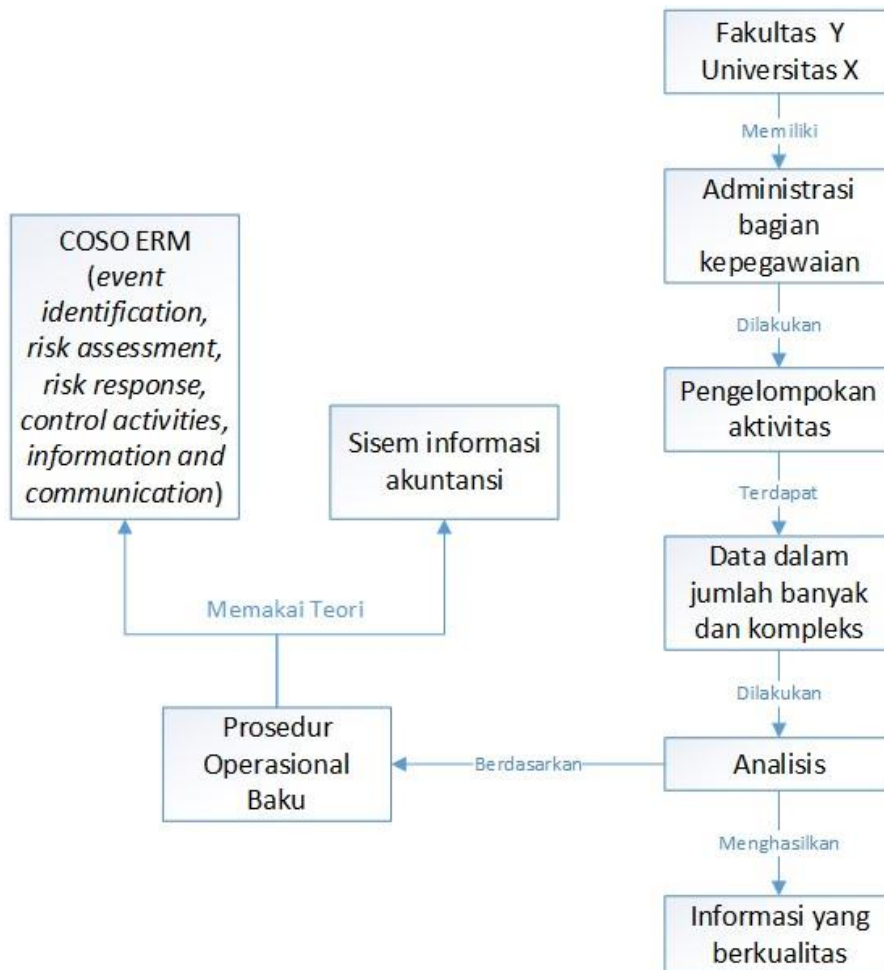 Fakultas Y
Universitas X
Memiliki
Administrasi
bagian
kepegawaian
Dilakukan
Pengelompokan
aktivitas
Terdapat
Data dalam
jumlah banyak
dan kompleks
Dilakukan
Analisis
Berdasarkan
Prosedur
Operasional
Baku
Memakai Teori
COSO ERM
(event
identification,
risk assessment,
risk response,
control activities,
information and
communication)
Sisem informasi
akuntansi
Menghasilkan
Informasi yang
berkualitas